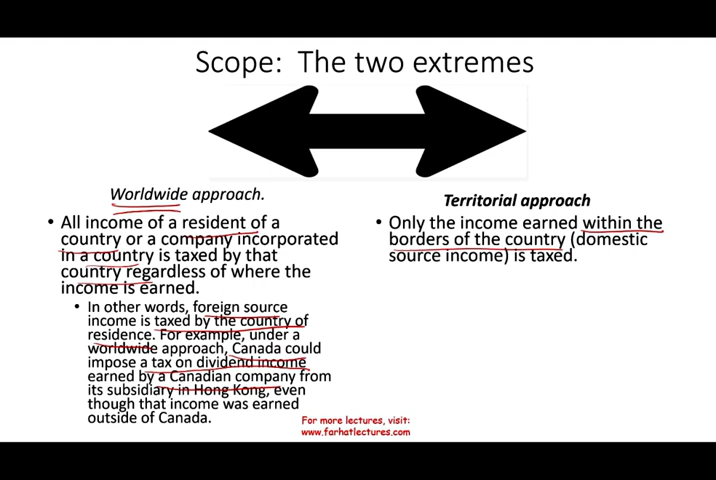 Scope: The two extremes
Worldwide approach.
• All income of a resident of a
country or a company incorporated
in a country is taxed by that
country regardless of where the
income is earned.
• In other words, foreign source
income is taxed by the country of
residence. For example, under a
worldwide approach, Canada could
impose a tax on dividend income
earned by a Canadian company from
its subsidiary in Hong Kong, even
though that income was earned
outside of Canada.
Territorial approach
• Only the income earned within the
borders of the country (domestic
source income) is taxed.
For more lectures, visit:
www.farhatlectures.com